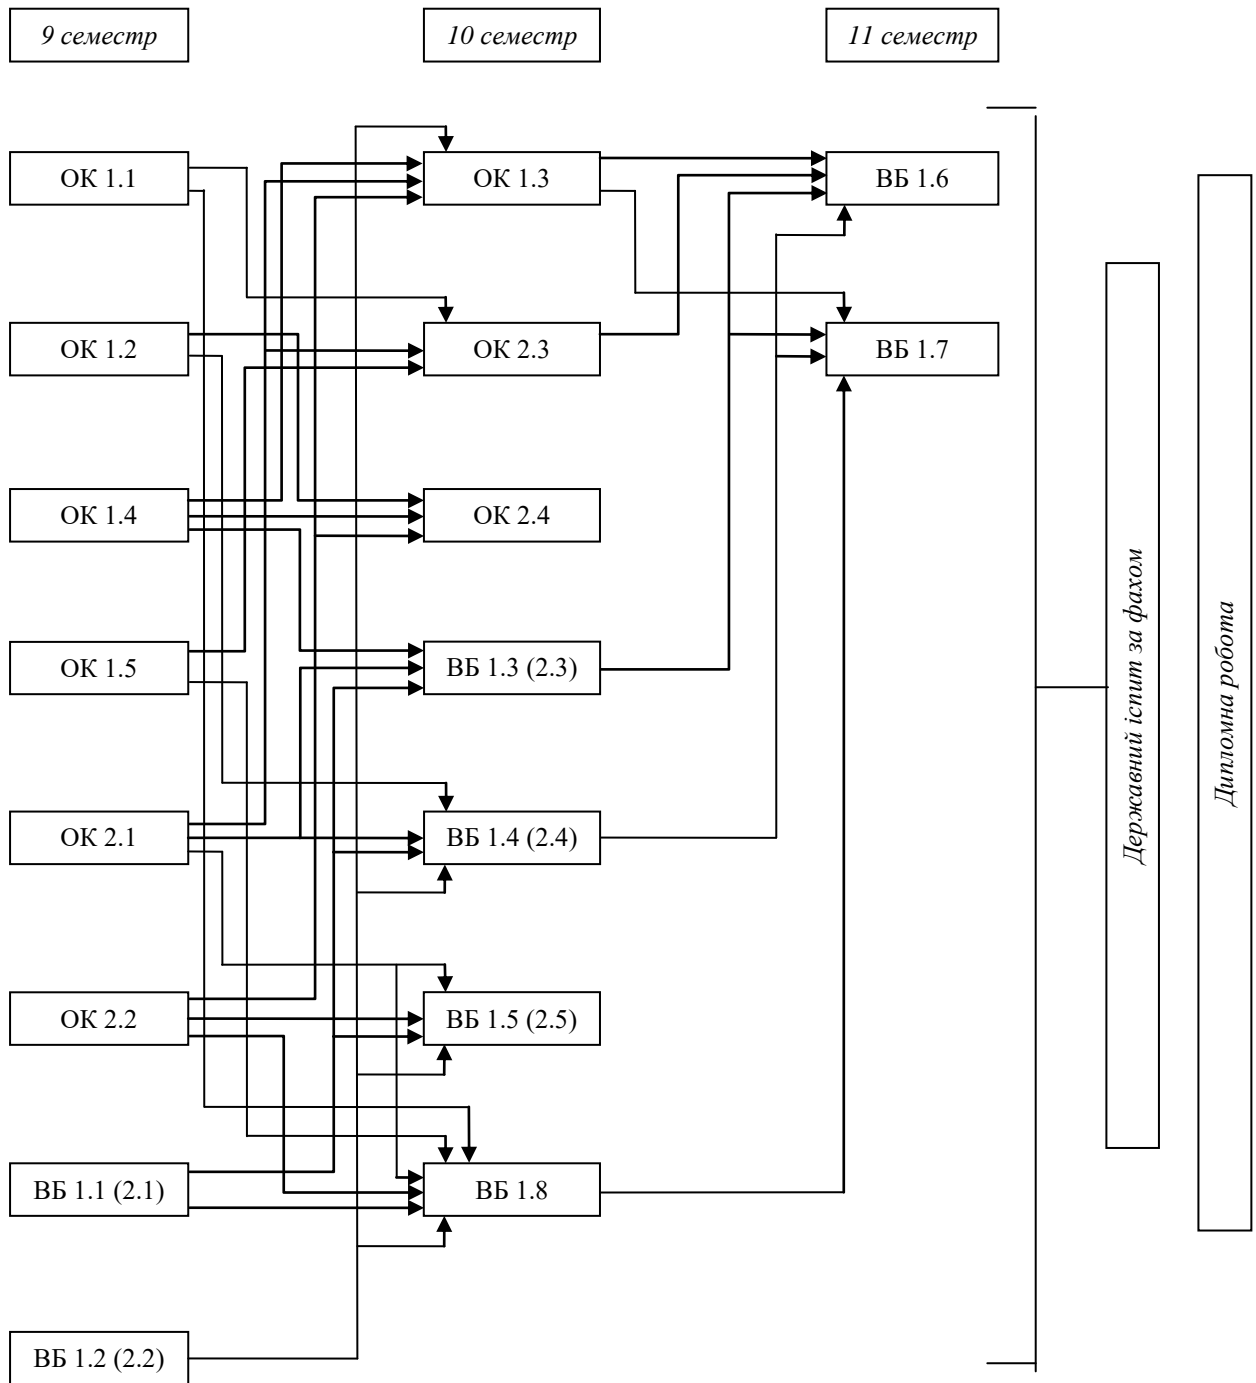 9 семестр
10 семестр
11 семестр
ОК 1.1
ОК 1.3
ВБ 1.6
ОК 1.2
ОК 2.3
ВБ 1.7
ОК 1.4
ОК 2.4
ОК 1.5
ВБ 1.3 (2.3)
ОК 2.1
ВБ 1.4 (2.4)
ОК 2.2
ВБ 1.5 (2.5)
ВБ 1.1 (2.1)
ВБ 1.8
ВБ 1.2 (2.2)
Державний іспит за фахом
Дипломна робота